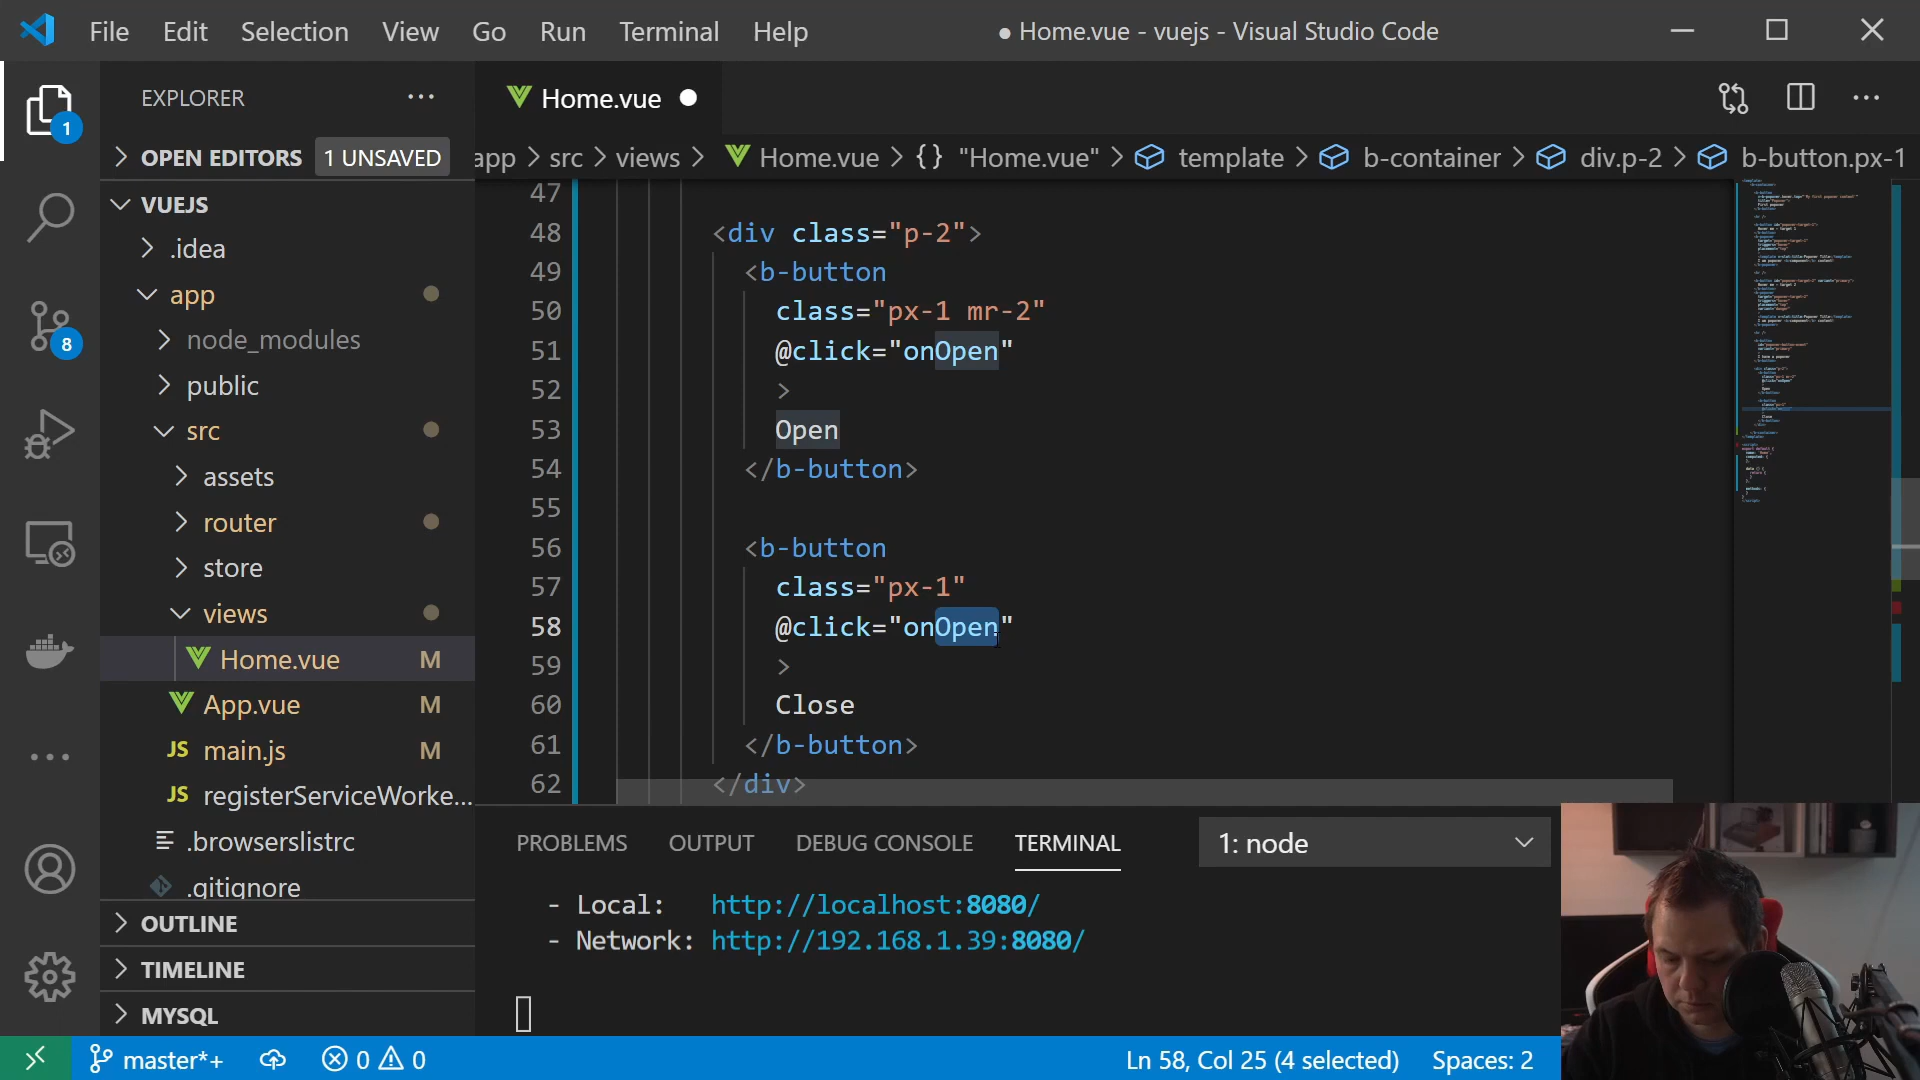 File Edit Selection View Go Run Terminal Help
● Home.vue - vuejs - Visual Studio Code
EXPLORER
OPEN EDITORS 1 UNSAVED
VUEJS
.idea
app
node_modules
public
src
assets
router
store
views
Home.vue M
App.vue M
JS main.js M
JS registerServiceWorke...
.browserslistrc
.gitignore
OUTLINE
TIMELINE
MYSQL
1
8
Home.vue
app > src > views > Home.vue > {} "Home.vue" > template > b-container > div.p-2 > b-button.px-1
47
48 <div class="p-2">
49 <b-button
50 class="px-1 mr-2"
51 @click="onOpen"
52 >
53 Open
54 </b-button>
55
56 <b-button
57 class="px-1"
58 @click="onOpen"
59 >
60 Close
61 </b-button>
62 </div>
PROBLEMS OUTPUT DEBUG CONSOLE TERMINAL 1: node
- Local: http://localhost:8080/
- Network: http://192.168.1.39:8080/
master*+ 0 0 Ln 58, Col 25 (4 selected) Spaces: 2